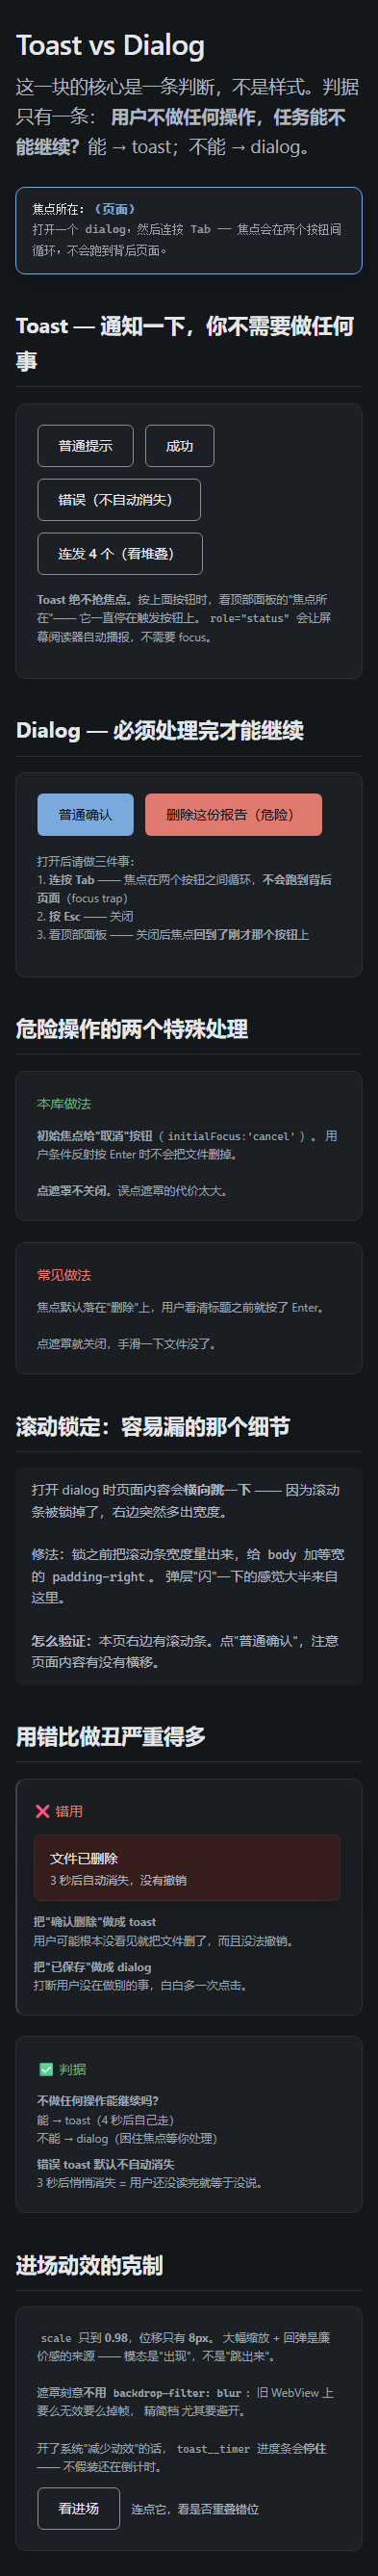 Toast vs Dialog
这一块的核心是一条判断，不是样式。判据
只有一条： 用户不做任何操作，任务能不
能继续？能 → toast；不能 → dialog。
焦点所在：（页面）
打开一个 dialog，然后连按 Tab —— 焦点会在两个按钮间
循环，不会跑到背后页面。
Toast — 通知一下，你不需要做任何
事
普通提示
成功
错误（不自动消失）
连发 4 个（看堆叠）
Toast 绝不抢焦点。按上面按钮时，看顶部面板的"焦点所
在"—— 它一直停在触发按钮上。 role="status" 会让屏
幕阅读器自动播报，不需要 focus。
Dialog — 必须处理完才能继续
普通确认
删除这份报告（危险）
打开后请做三件事：
1. 连按 Tab —— 焦点在两个按钮之间循环，不会跑到背后
页面（focus trap）
2. 按 Esc —— 关闭
3. 看顶部面板 —— 关闭后焦点回到了刚才那个按钮上
危险操作的两个特殊处理
本库做法
初始焦点给"取消"按钮（ initialFocus:'cancel' ）。 用
户条件反射按 Enter 时不会把文件删掉。
点遮罩不关闭。误点遮罩的代价太大。
常见做法
焦点默认落在"删除"上，用户看清标题之前就按了 Enter。
点遮罩就关闭，手滑一下文件没了。
滚动锁定：容易漏的那个细节
打开 dialog 时页面内容会横向跳一下 —— 因为滚动
条被锁掉了，右边突然多出宽度。
修法：锁之前把滚动条宽度量出来，给 body 加等宽
的 padding-right 。 弹层"闪"一下的感觉大半来自
这里。
怎么验证：本页右边有滚动条。点"普通确认"，注意
页面内容有没有横移。
用错比做丑严重得多
❌ 错用
文件已删除
3 秒后自动消失，没有撤销
把"确认删除"做成 toast
用户可能根本没看见就把文件删了，而且没法撤销。
把"已保存"做成 dialog
打断用户没在做别的事，白白多一次点击。
✅ 判据
不做任何操作能继续吗？
能 → toast（4 秒后自己走）
不能 → dialog（困住焦点等你处理）
错误 toast 默认不自动消失
3 秒后悄悄消失 = 用户还没读完就等于没说。
进场动效的克制
scale 只到 0.98，位移只有 8px。 大幅缩放 + 回弹是廉
价感的来源 —— 模态是"出现"，不是"跳出来"。
遮罩刻意不用 backdrop-filter: blur ：旧 WebView 上
要么无效要么掉帧， 精简档 尤其要避开。
开了系统"减少动效"的话， toast__timer 进度条会停住
—— 不假装还在倒计时。
看进场
连点它，看是否重叠错位